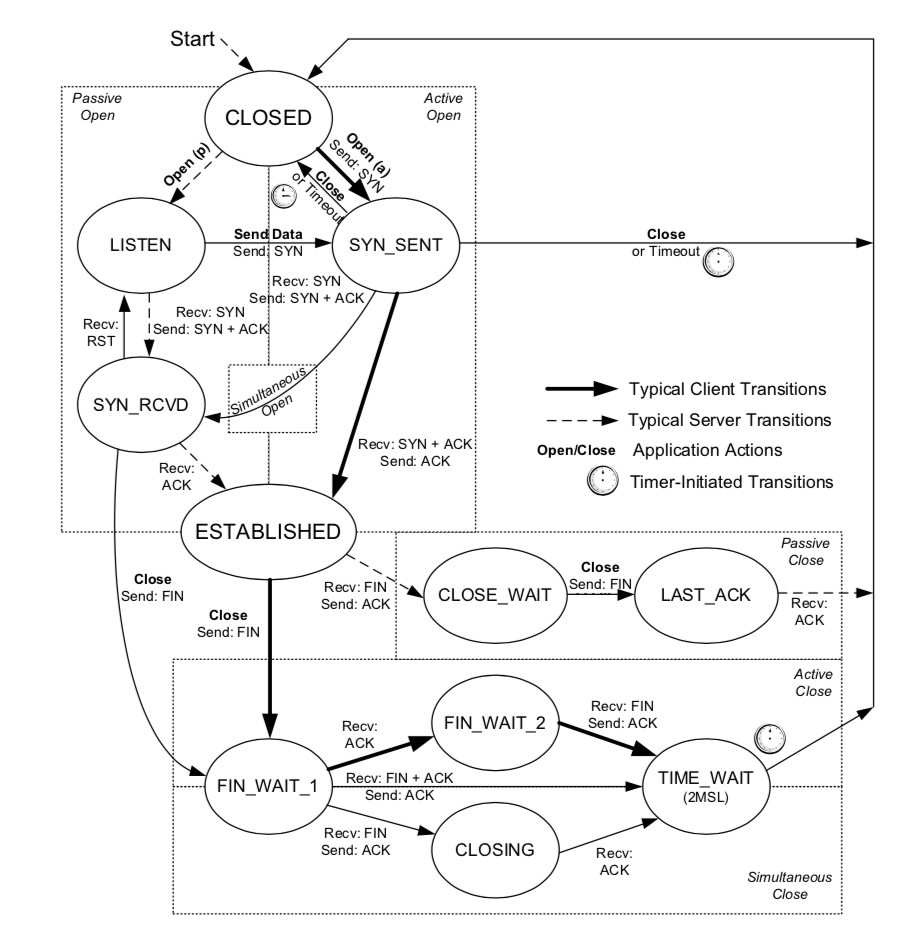 Start
Passive
Open
Active
Open
CLOSED
Open (p)
Open (a)
Send: SYN
Close
or Timeout
LISTEN
Send Data
Send: SYN
SYN_SENT
Close
or Timeout
Recv: SYN
Send: SYN + ACK
Recv: SYN
Send: SYN + ACK
Recv:
RST
SYN_RCVD
Simultaneous
Open
Typical Client Transitions
Typical Server Transitions
Open/Close Application Actions
Timer-Initiated Transitions
Recv: SYN + ACK
Send: ACK
Recv:
ACK
ESTABLISHED
Passive
Close
Close
Send: FIN
Close
Send: FIN
Recv: FIN
Send: ACK
CLOSE_WAIT
Close
Send: FIN
LAST_ACK
Recv:
ACK
Active
Close
Recv:
ACK
FIN_WAIT_2
Recv: FIN
Send: ACK
FIN_WAIT_1
Recv: FIN + ACK
Send: ACK
TIME_WAIT
(2MSL)
Recv: FIN
Send: ACK
CLOSING
Recv:
ACK
Simultaneous
Close